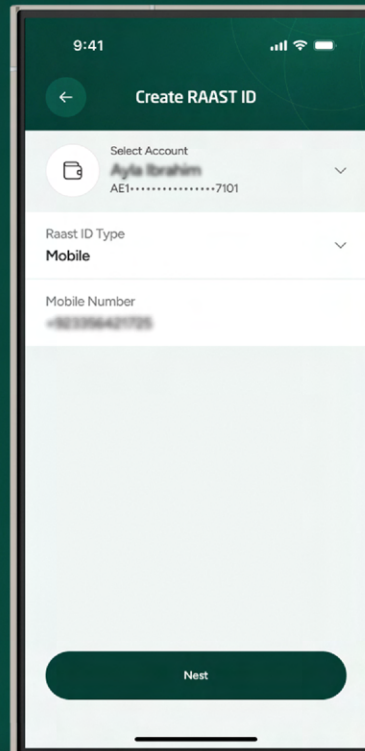 9:41
Create RAAST ID
Select Account
AE1••••••••••••••••7101
Raast ID Type
Mobile
Mobile Number
Nest